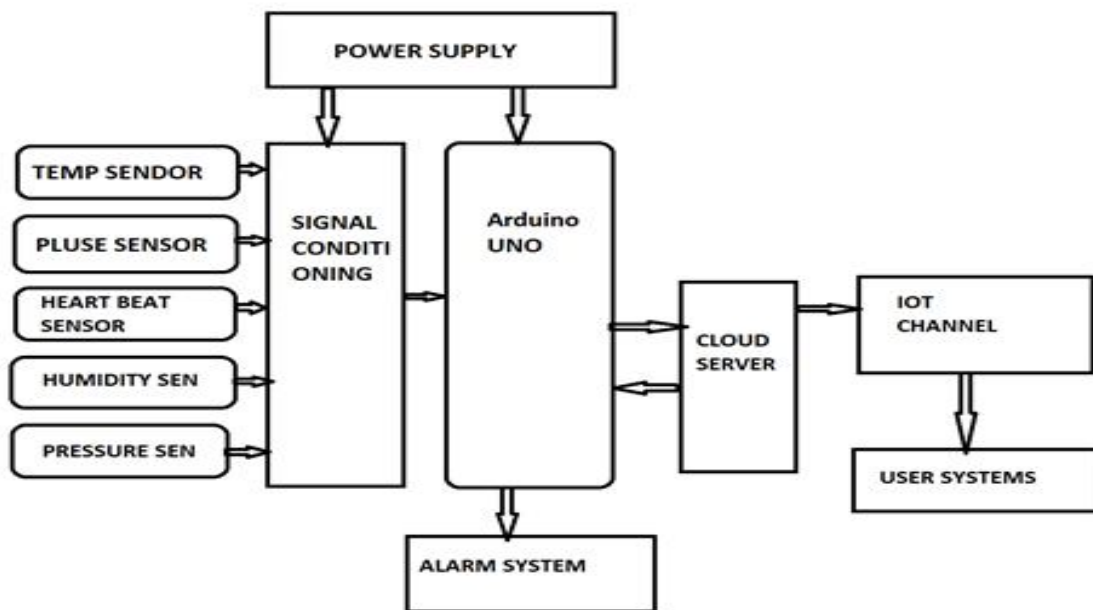 POWER SUPPLY
TEMP SENDOR
PLUSE SENSOR
HEART BEAT
SENSOR
HUMIDITY SEN
PRESSURE SEN
SIGNAL
CONDITI
ONING
Arduino
UNO
CLOUD
SERVER
IOT
CHANNEL
USER SYSTEMS
ALARM SYSTEM